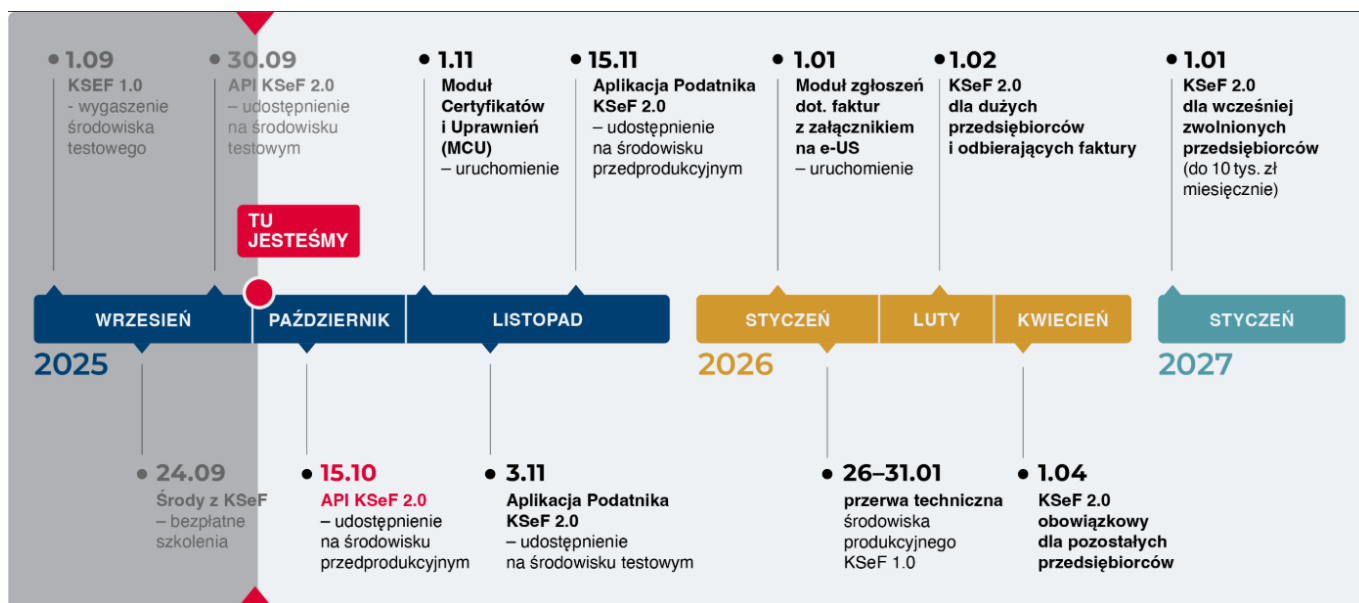 1.09
KSEF 1.0
- wygaszenie
środowiska
testowego
30.09
API KSeF 2.0
– udostępnienie
na środowisku
testowym
1.11
Moduł
Certyfikatów
i Uprawnień
(MCU)
– uruchomienie
15.11
Aplikacja Podatnika
KSeF 2.0
– udostępnienie
na środowisku
przedprodukcyjnym
1.01
Moduł zgłoszeń
dot. faktur
z załącznikiem
na e-US
– uruchomienie
1.02
KSeF 2.0
dla dużych
przedsiębiorców
i odbierających faktury
1.01
KSeF 2.0
dla wcześniej
zwolnionych
przedsiębiorców
(do 10 tys. zł
miesięcznie)
TU
JESTEŚMY
WRZESIEŃ
PAŹDZIERNIK
LISTOPAD
STYCZEŃ
LUTY
KWIECIEŃ
STYCZEŃ
2025
2026
2027
24.09
Środy z KSeF
– bezpłatne
szkolenia
15.10
API KSeF 2.0
– udostępnienie
na środowisku
przedprodukcyjnym
3.11
Aplikacja Podatnika
KSeF 2.0
– udostępnienie
na środowisku testowym
26–31.01
przerwa techniczna
środowiska
produkcyjnego
KSeF 1.0
1.04
KSeF 2.0
obowiązkowy
dla pozostałych
przedsiębiorców